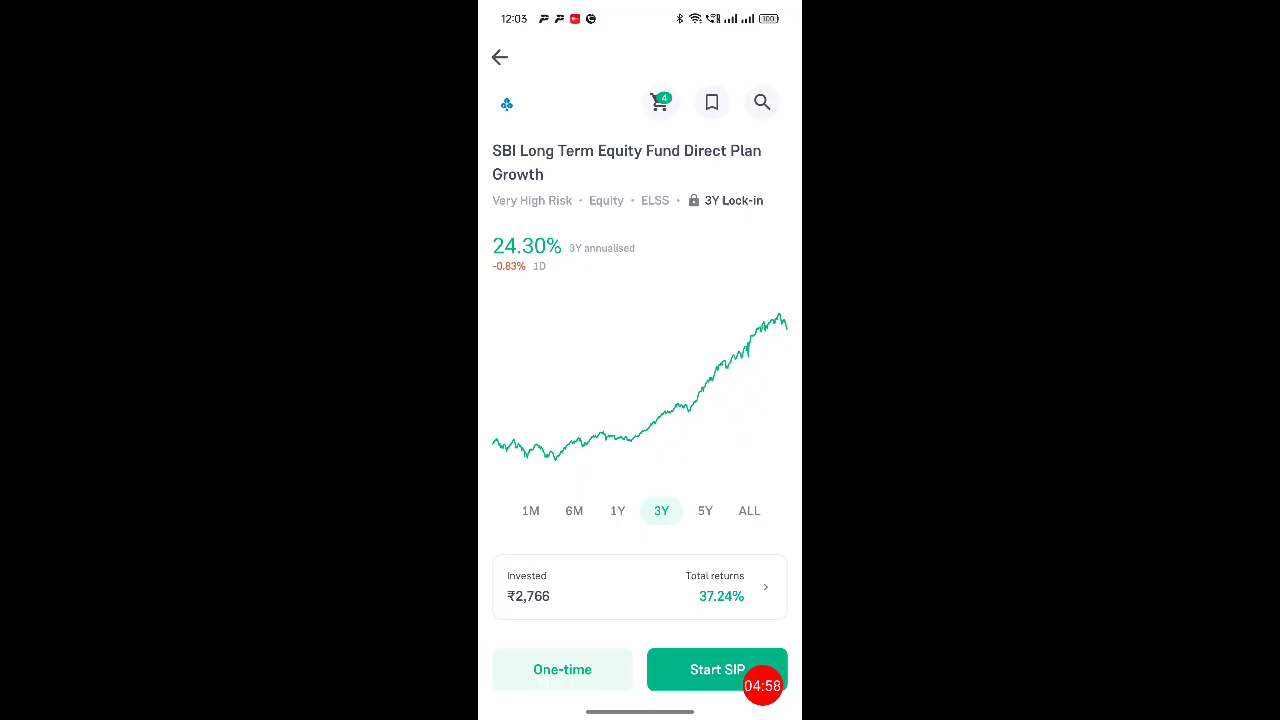 12:03 100
4
SBI Long Term Equity Fund Direct Plan
Growth
Very High Risk • Equity • ELSS • 3Y Lock-in
24.30% 3Y annualised
-0.83% 1D
1M 6M 1Y 3Y 5Y ALL
Invested Total returns
₹2,766 37.24%
One-time Start SIP
04:58